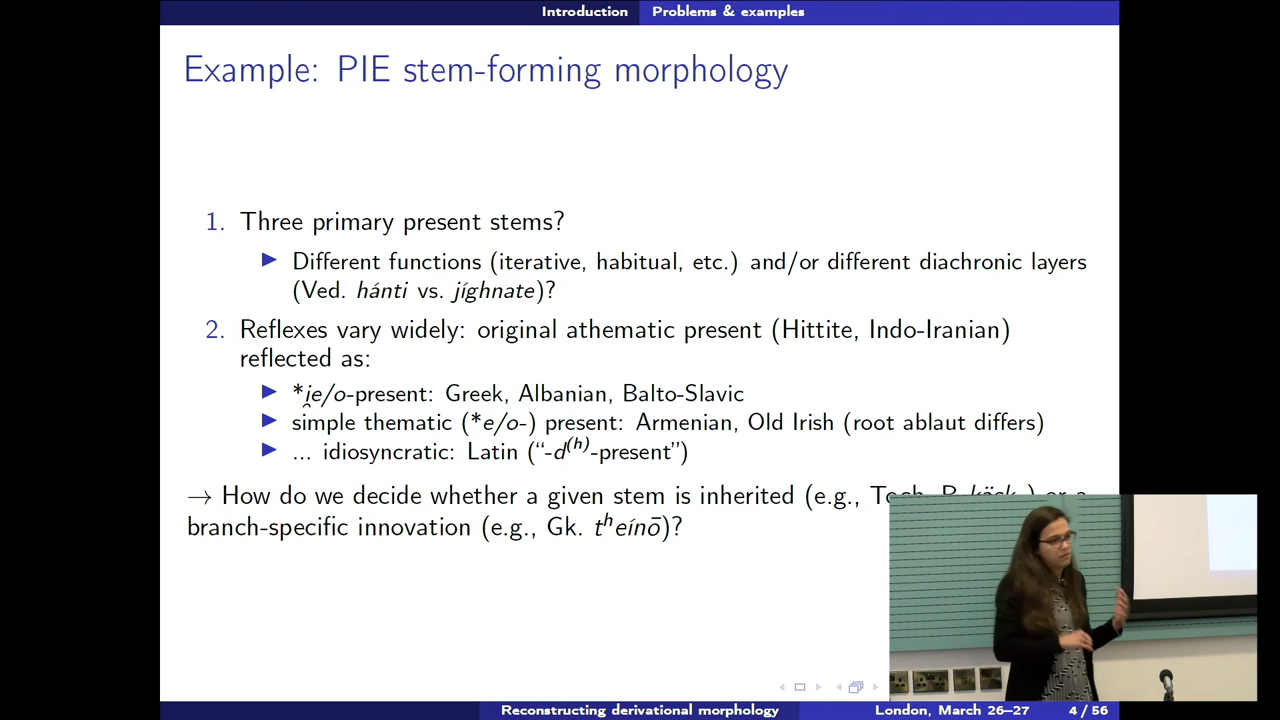 Introduction Problems & examples
Example: PIE stem-forming morphology
1. Three primary present stems?
▶ Different functions (iterative, habitual, etc.) and/or different diachronic layers
(Ved. hánti vs. jíghnate)?
2. Reflexes vary widely: original athematic present (Hittite, Indo-Iranian)
reflected as:
▶ *i̯e/o-present: Greek, Albanian, Balto-Slavic
▶ simple thematic (*e/o-) present: Armenian, Old Irish (root ablaut differs)
▶ ... idiosyncratic: Latin (“-d⁽ʰ⁾-present”)
→ How do we decide whether a given stem is inherited (e.g., Toch. B käsk-) or a
branch-specific innovation (e.g., Gk. tʰeínō)?
Reconstructing derivational morphology London, March 26–27 4 / 56